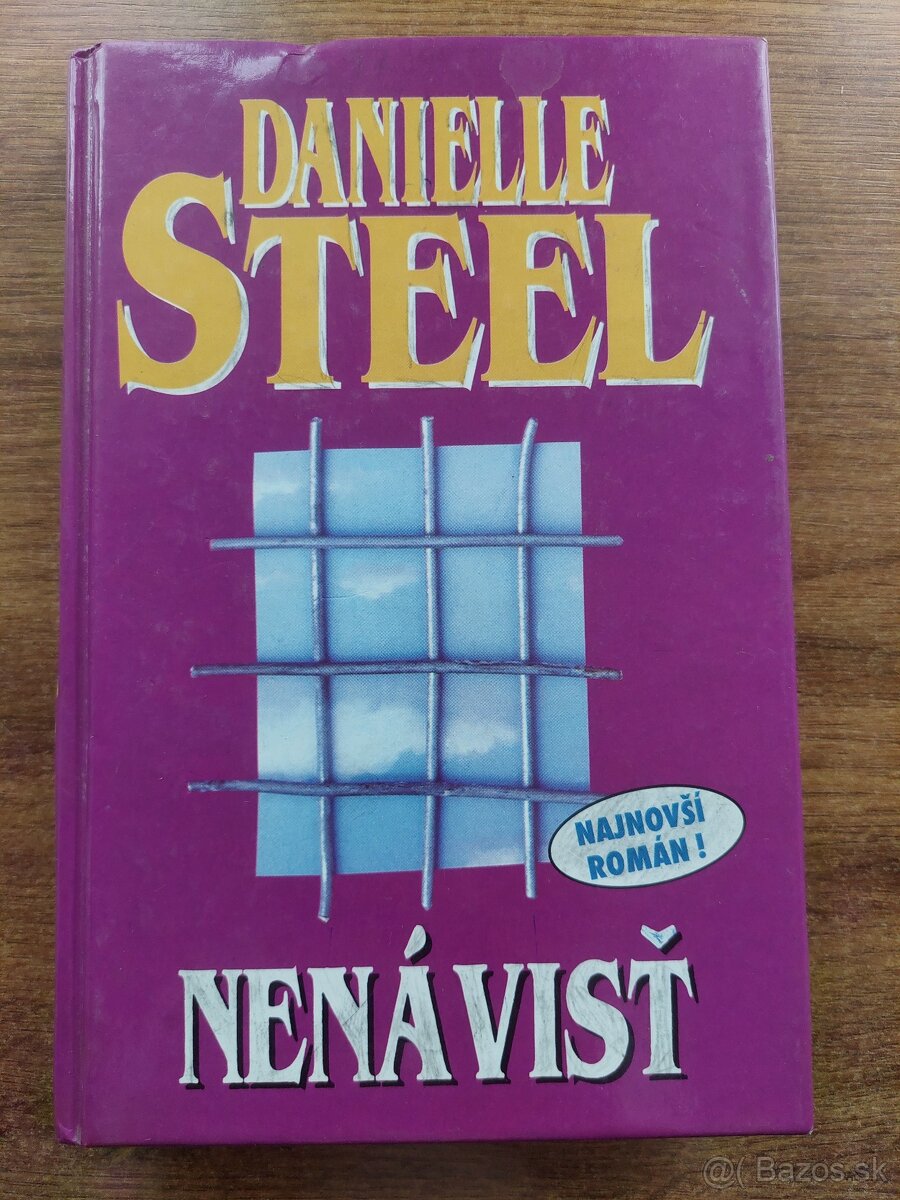 DANIELLE
STEEL
NAJNOVŠÍ
ROMÁN!
NENÁVISŤ
@( Bazos.sk